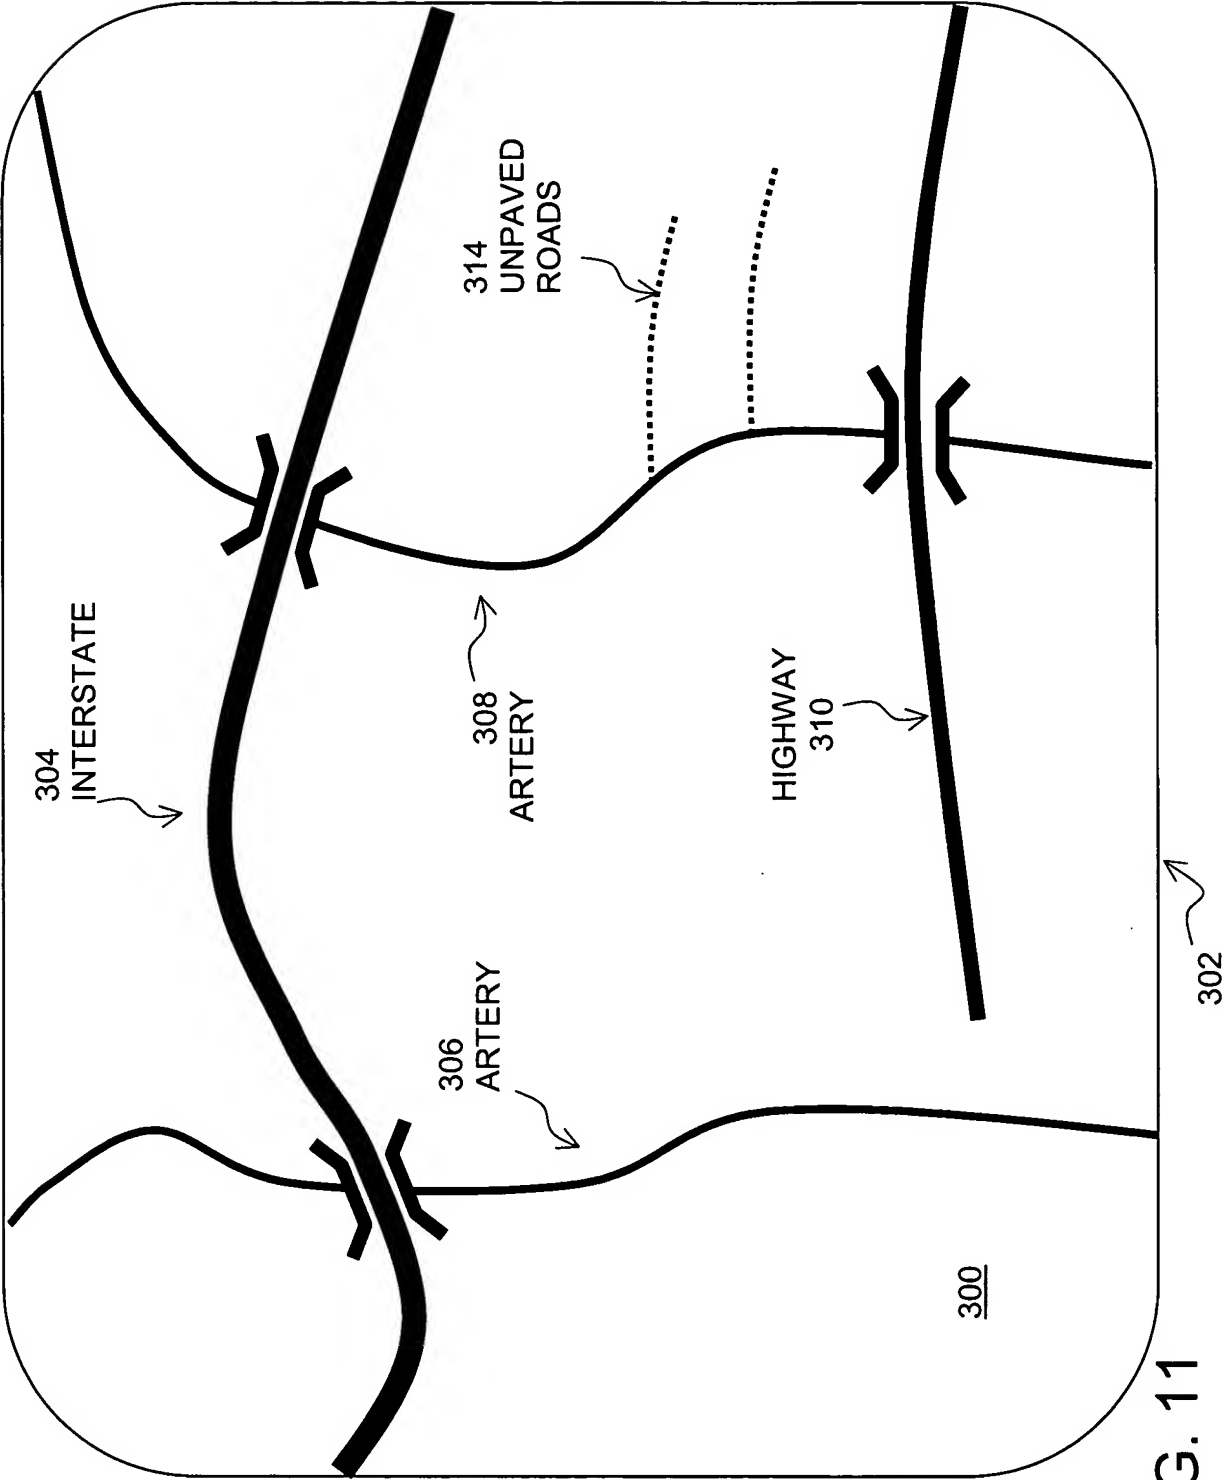 304
INTERSTATE
314
UNPAVED
ROADS
308
ARTERY
306
ARTERY
HIGHWAY
310
300
302
G. 11